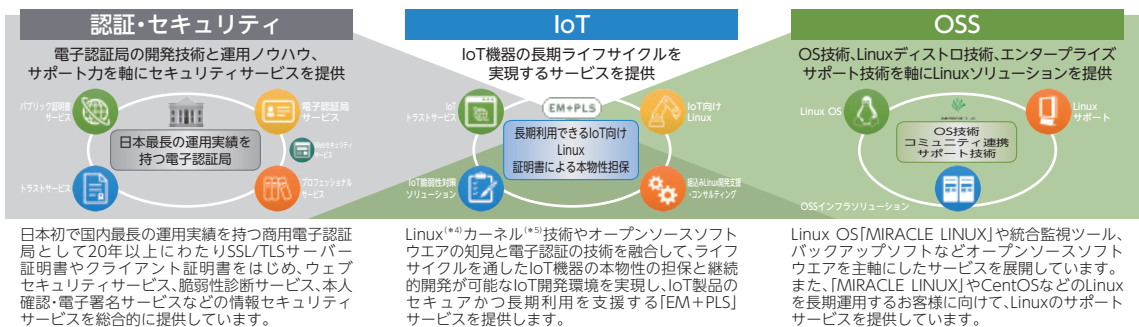 認証・セキュリティ
電子認証局の開発技術と運用ノウハウ、
サポート力を軸にセキュリティサービスを提供
パブリック証明書
サービス
電子認証局
サービス
日本最長の運用実績を
持つ電子認証局
Webセキュリティ
サービス
トラストサービス
プロフェッショナル
サービス
日本初で国内最長の運用実績を持つ商用電子認証
局として20年以上にわたりSSL/TLSサーバー
証明書やクライアント証明書をはじめ、ウェブ
セキュリティサービス、脆弱性診断サービス、本人
確認・電子署名サービスなどの情報セキュリティ
サービスを総合的に提供しています。
IoT
IoT機器の長期ライフサイクルを
実現するサービスを提供
IoT
トラストサービス
EM+PLS
IoT向け
Linux
長期利用できるIoT向け
Linux
証明書による本物性担保
IoT脆弱性対策
ソリューション
組込みLinux開発支援
・コンサルティング
Linux(*4)カーネル(*5)技術やオープンソースソフト
ウエアの知見と電子認証の技術を融合して、ライフ
サイクルを通したIoT機器の本物性の担保と継続
的開発が可能なIoT開発環境を実現し、IoT製品の
セキュアかつ長期利用を支援する「EM+PLS」
サービスを提供します。
OSS
OS技術、Linuxディストロ技術、エンタープライズ
サポート技術を軸にLinuxソリューションを提供
Linux OS
Linux
サポート
OS技術
コミュニティ連携
サポート技術
OSSインフラソリューション
Linux OS「MIRACLE LINUX」や統合監視ツール、
バックアップソフトなどオープンソースソフト
ウエアを主軸にしたサービスを展開しています。
また、「MIRACLE LINUX」やCentOSなどのLinux
を長期運用するお客様に向けて、Linuxのサポート
サービスを提供しています。